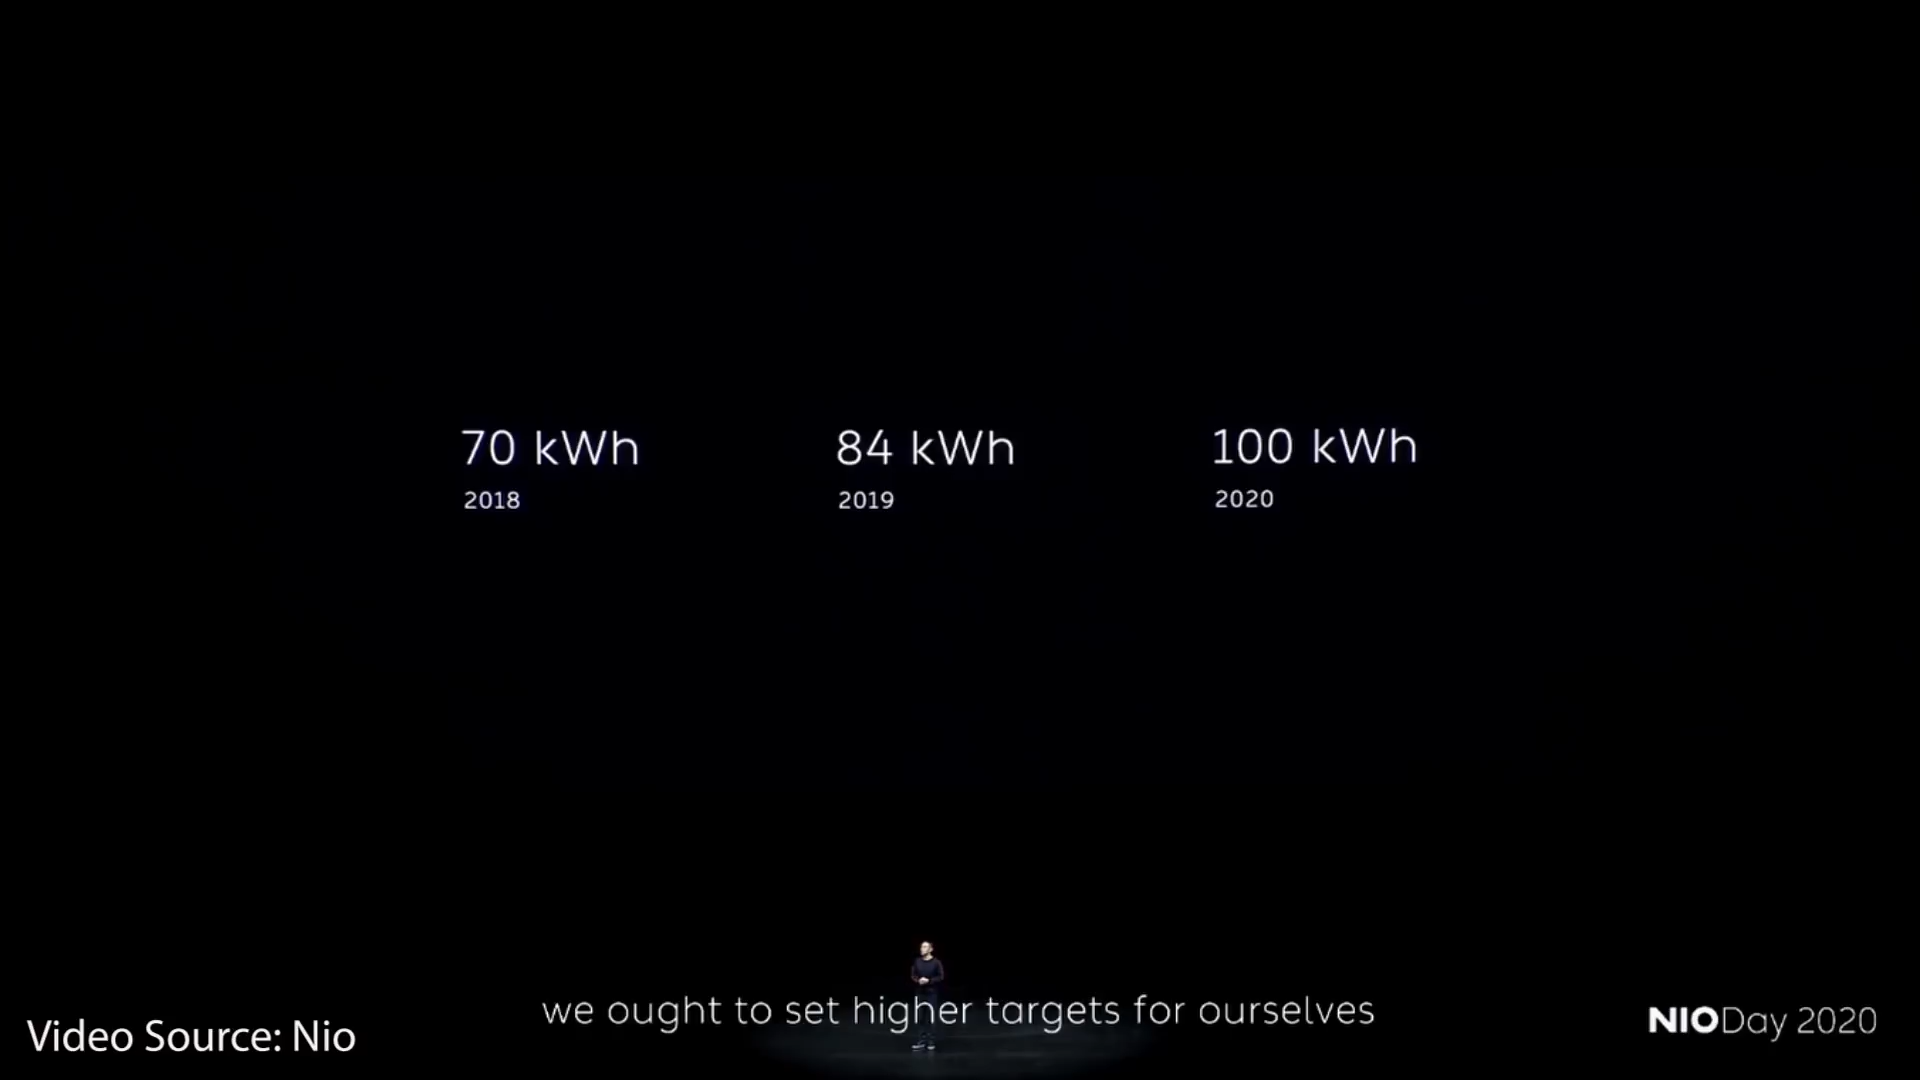 70 kWh
2018
84 kWh
2019
100 kWh
2020
we ought to set higher targets for ourselves
Video Source: Nio
NIODay 2020